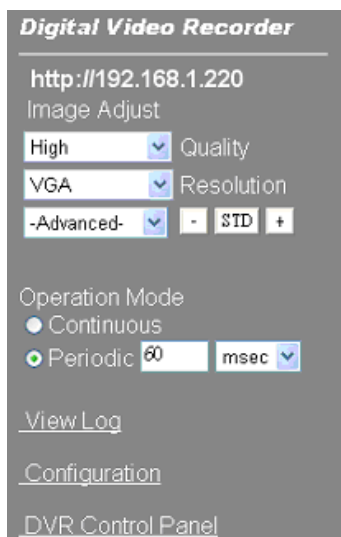 Digital Video Recorder
http://192.168.1.220
Image Adjust
High Quality
VGA Resolution
-Advanced- - STD +
Operation Mode
Continuous
Periodic 60 msec
View Log
Configuration
DVR Control Panel